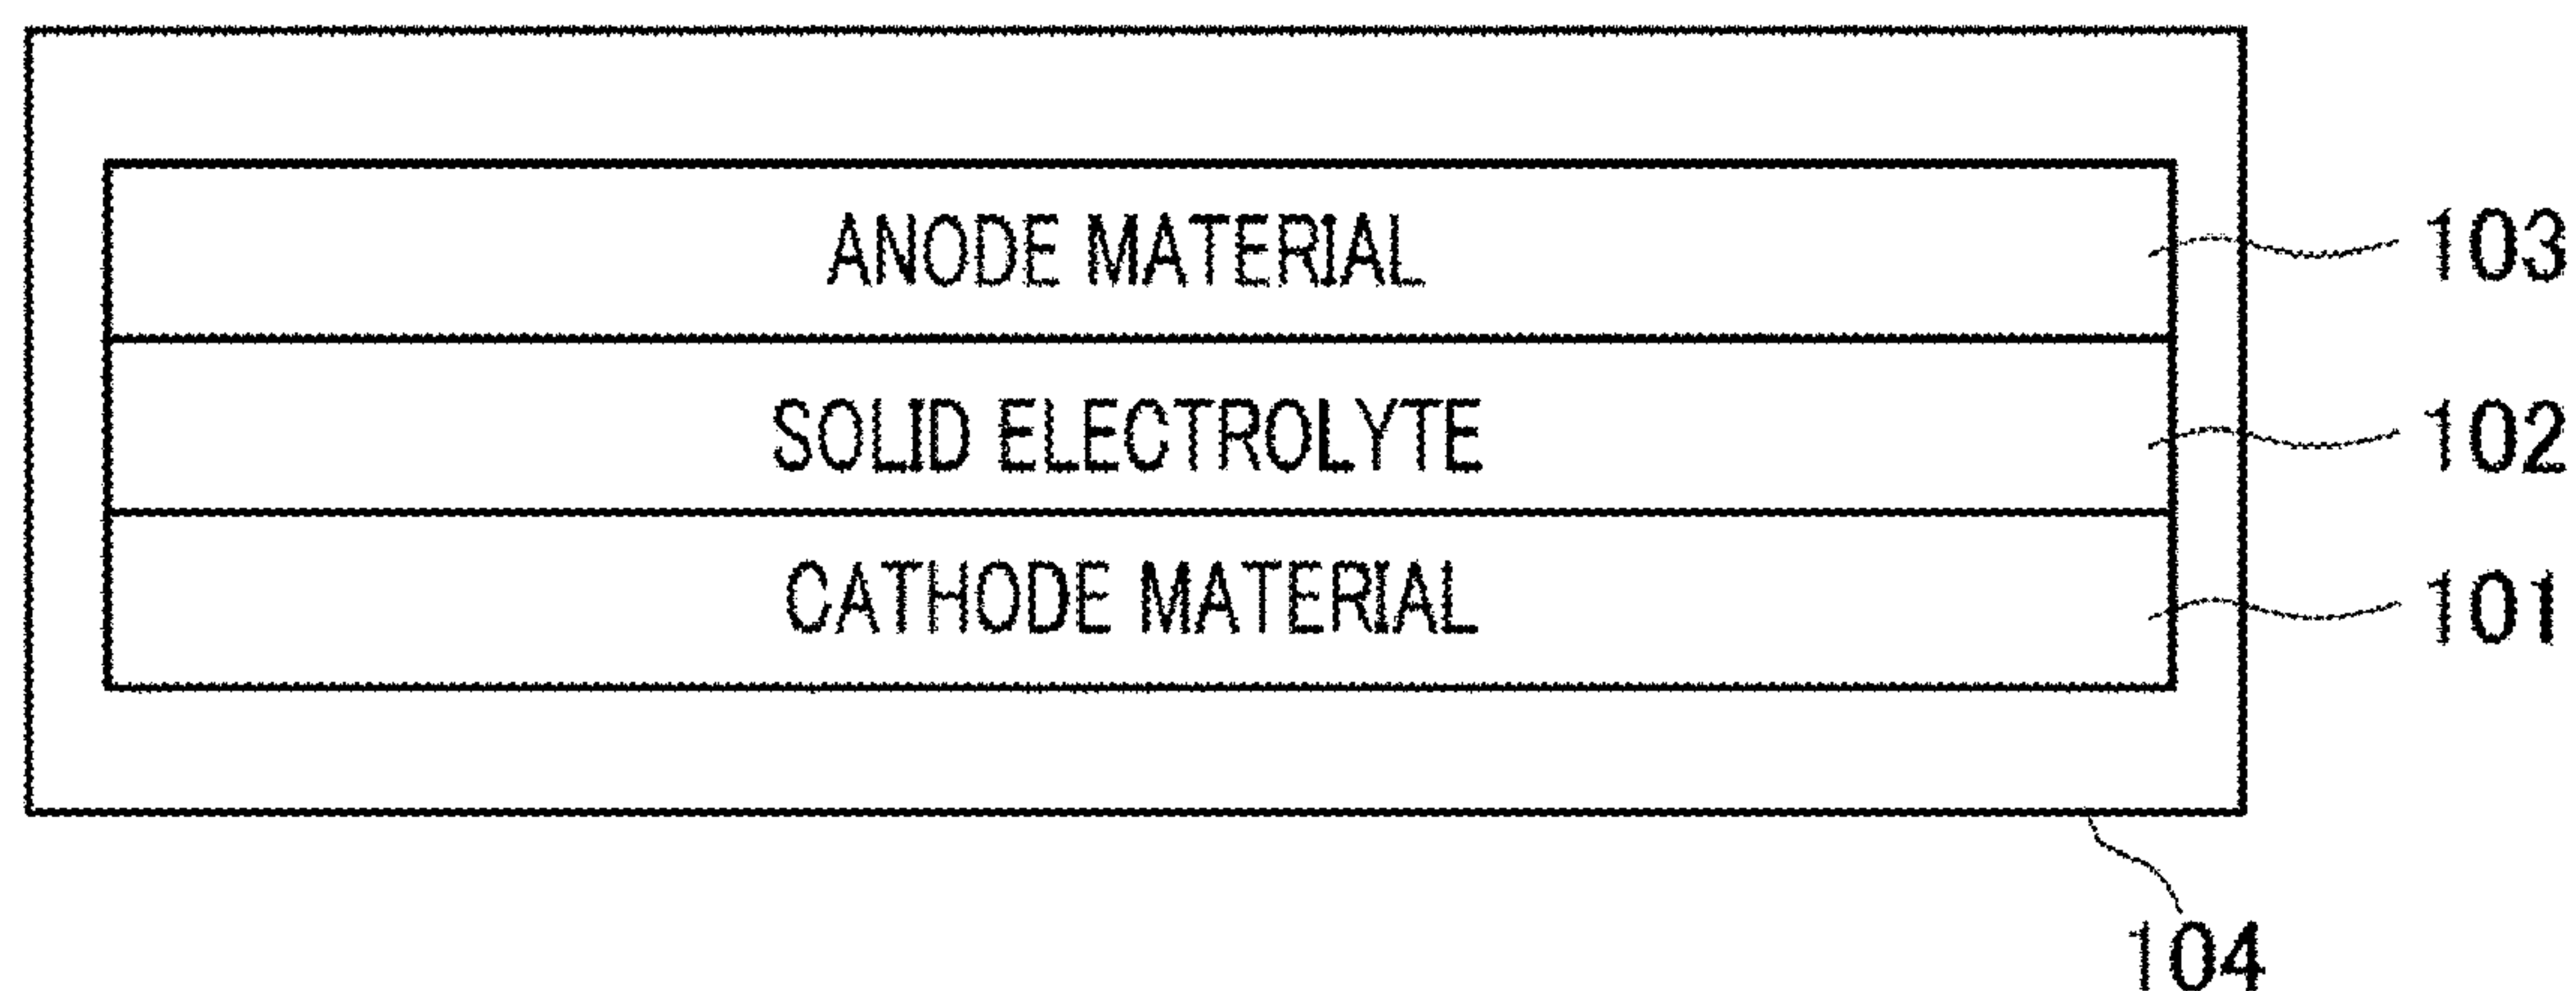 ANODE MATERIAL 103
SOLID ELECTROLYTE 102
CATHODE MATERIAL 101
104